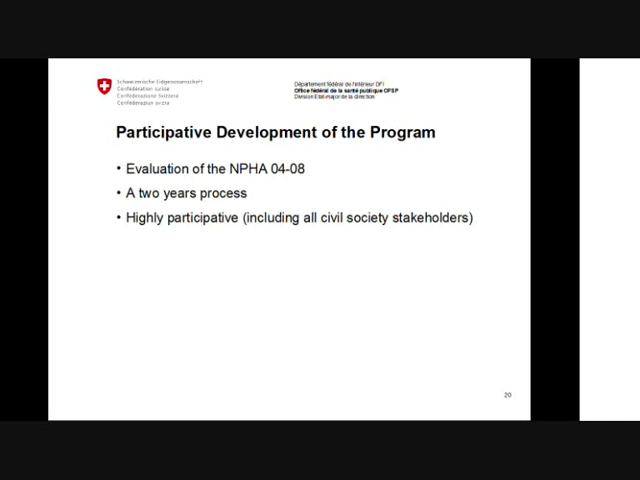 Schweizerische Eidgenossenschaft
Confédération suisse
Confederazione Svizzera
Confederaziun svizra
Département fédéral de l'intérieur DFI
Office fédéral de la santé publique OFSP
Division Etat-major de la direction
Participative Development of the Program
• Evaluation of the NPHA 04-08
• A two years process
• Highly participative (including all civil society stakeholders)
20